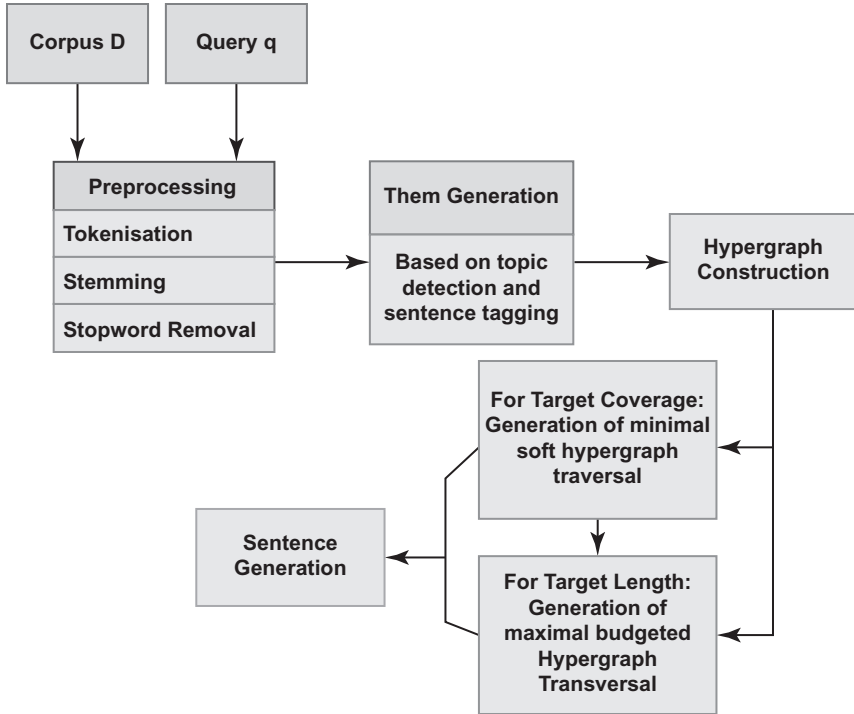 Corpus D
Query q
Preprocessing
Tokenisation
Stemming
Stopword Removal
Them Generation
Based on topic
detection and
sentence tagging
Hypergraph
Construction
For Target Coverage:
Generation of minimal
soft hypergraph
traversal
Sentence
Generation
For Target Length:
Generation of
maximal budgeted
Hypergraph
Transversal